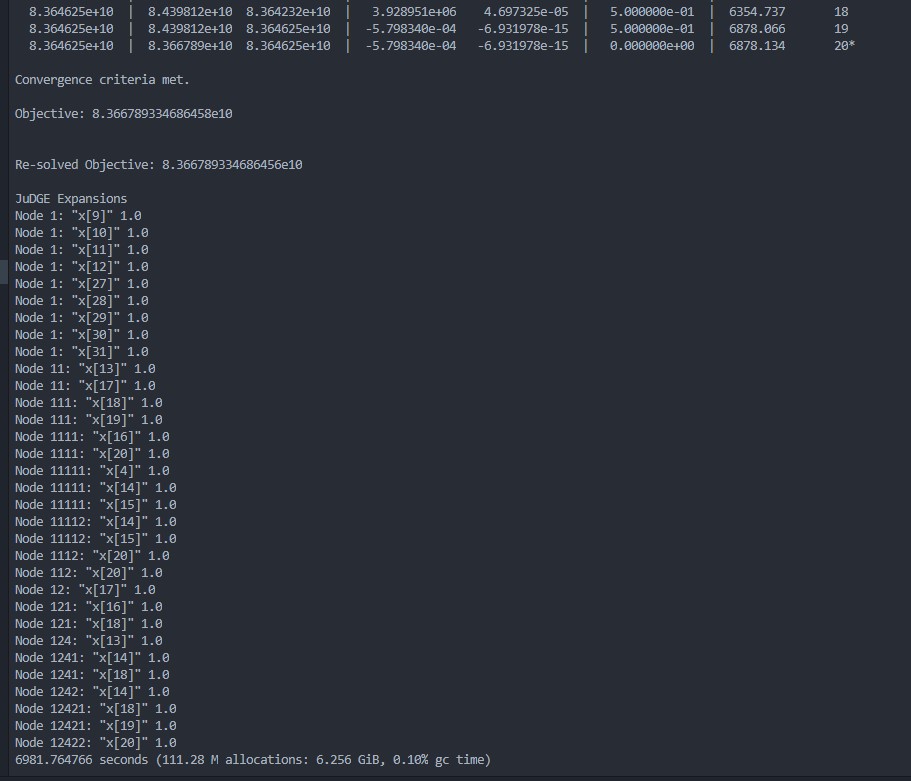 8.364625e+10 | 8.439812e+10 8.364232e+10 | 3.928951e+06 4.697325e-05 | 5.000000e-01 | 6354.737 18
8.364625e+10 | 8.439812e+10 8.364625e+10 | -5.798340e-04 -6.931978e-15 | 5.000000e-01 | 6878.066 19
8.364625e+10 | 8.366789e+10 8.364625e+10 | -5.798340e-04 -6.931978e-15 | 0.000000e+00 | 6878.134 20*
Convergence criteria met.
Objective: 8.366789334686458e10
Re-solved Objective: 8.366789334686456e10
JuDGE Expansions
Node 1: "x[9]" 1.0
Node 1: "x[10]" 1.0
Node 1: "x[11]" 1.0
Node 1: "x[12]" 1.0
Node 1: "x[27]" 1.0
Node 1: "x[28]" 1.0
Node 1: "x[29]" 1.0
Node 1: "x[30]" 1.0
Node 1: "x[31]" 1.0
Node 11: "x[13]" 1.0
Node 11: "x[17]" 1.0
Node 111: "x[18]" 1.0
Node 111: "x[19]" 1.0
Node 1111: "x[16]" 1.0
Node 1111: "x[20]" 1.0
Node 11111: "x[4]" 1.0
Node 11111: "x[14]" 1.0
Node 11111: "x[15]" 1.0
Node 11112: "x[14]" 1.0
Node 11112: "x[15]" 1.0
Node 1112: "x[20]" 1.0
Node 112: "x[20]" 1.0
Node 12: "x[17]" 1.0
Node 121: "x[16]" 1.0
Node 121: "x[18]" 1.0
Node 124: "x[13]" 1.0
Node 1241: "x[14]" 1.0
Node 1241: "x[18]" 1.0
Node 1242: "x[14]" 1.0
Node 12421: "x[18]" 1.0
Node 12421: "x[19]" 1.0
Node 12422: "x[20]" 1.0
6981.764766 seconds (111.28 M allocations: 6.256 GiB, 0.10% gc time)